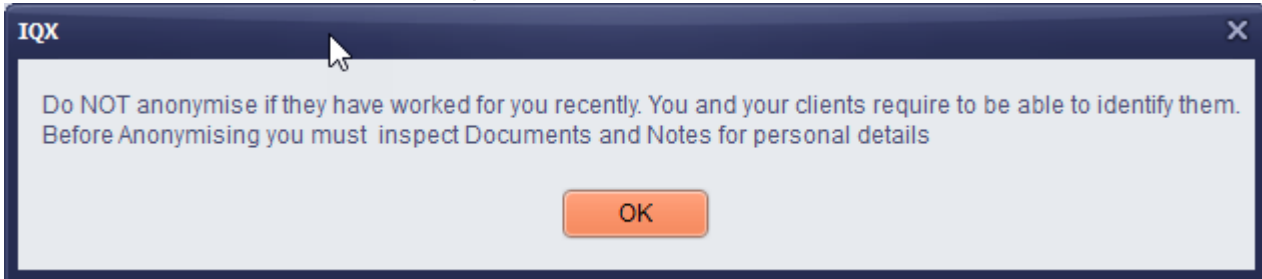 IQX
Do NOT anonymise if they have worked for you recently. You and your clients require to be able to identify them.
Before Anonymising you must  inspect Documents and Notes for personal details
OK